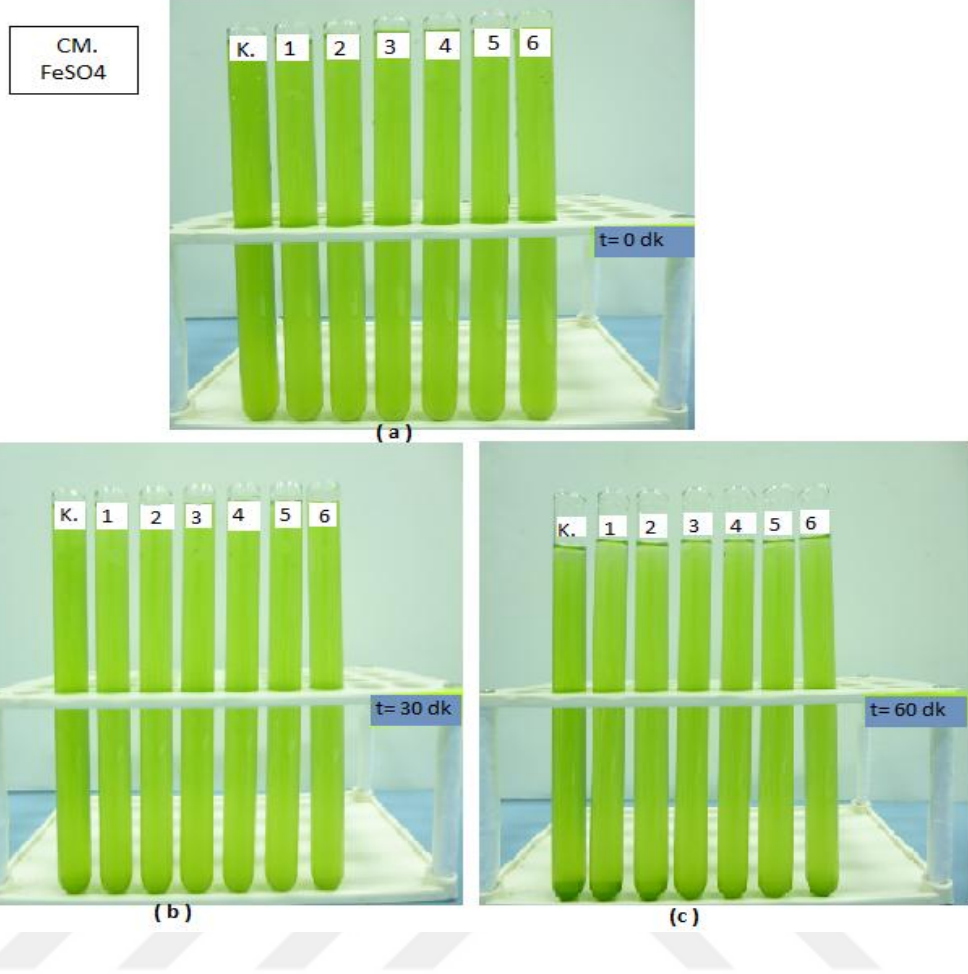 CM.
FeSO4
K. 1 2 3 4 5 6
t= 0 dk
( a )
K. 1 2 3 4 5 6
t= 30 dk
( b )
K. 1 2 3 4 5 6
t= 60 dk
(c)